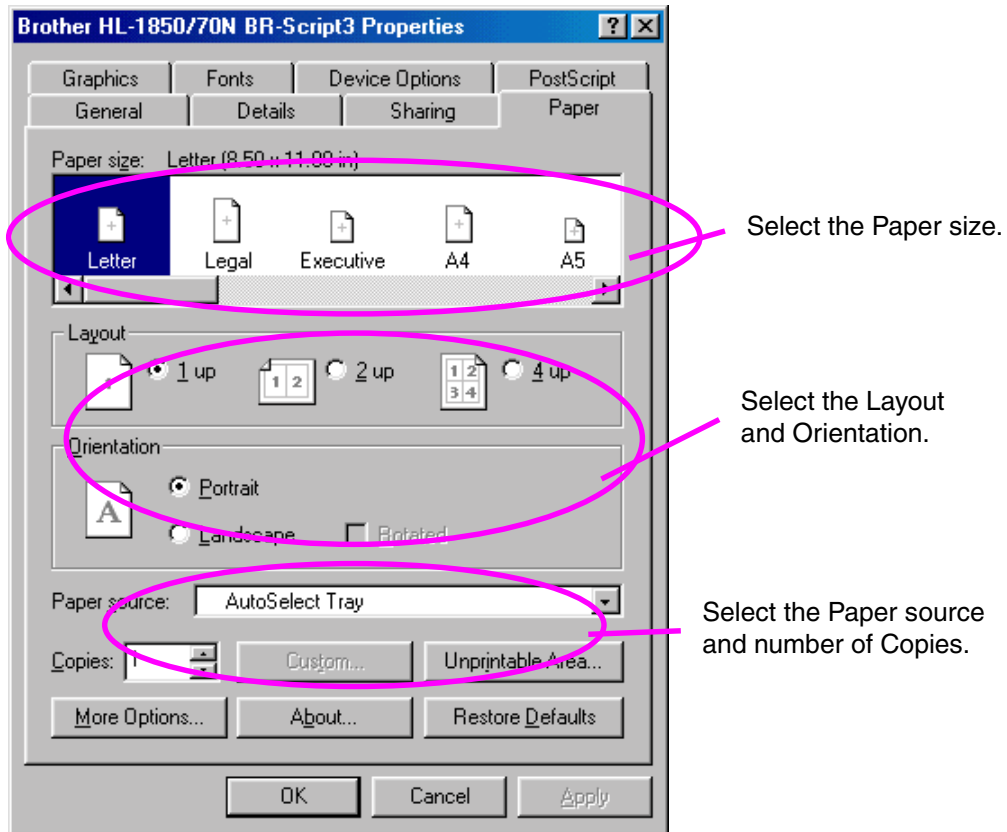 Brother HL-1850/70N BR-Script3 Properties
Graphics Fonts Device Options PostScript
General Details Sharing Paper
Paper size: Letter (8.50 x 11.00 in)
Letter Legal Executive A4 A5
Select the Paper size.
Layout
1 up 1 2 2 up 1 2 3 4 4 up
Select the Layout
and Orientation.
Orientation
A Portrait
Landscape Rotated
Paper source: AutoSelect Tray
Select the Paper source
and number of Copies.
Copies: 1 Custom... Unprintable Area...
More Options... About... Restore Defaults
OK Cancel Apply